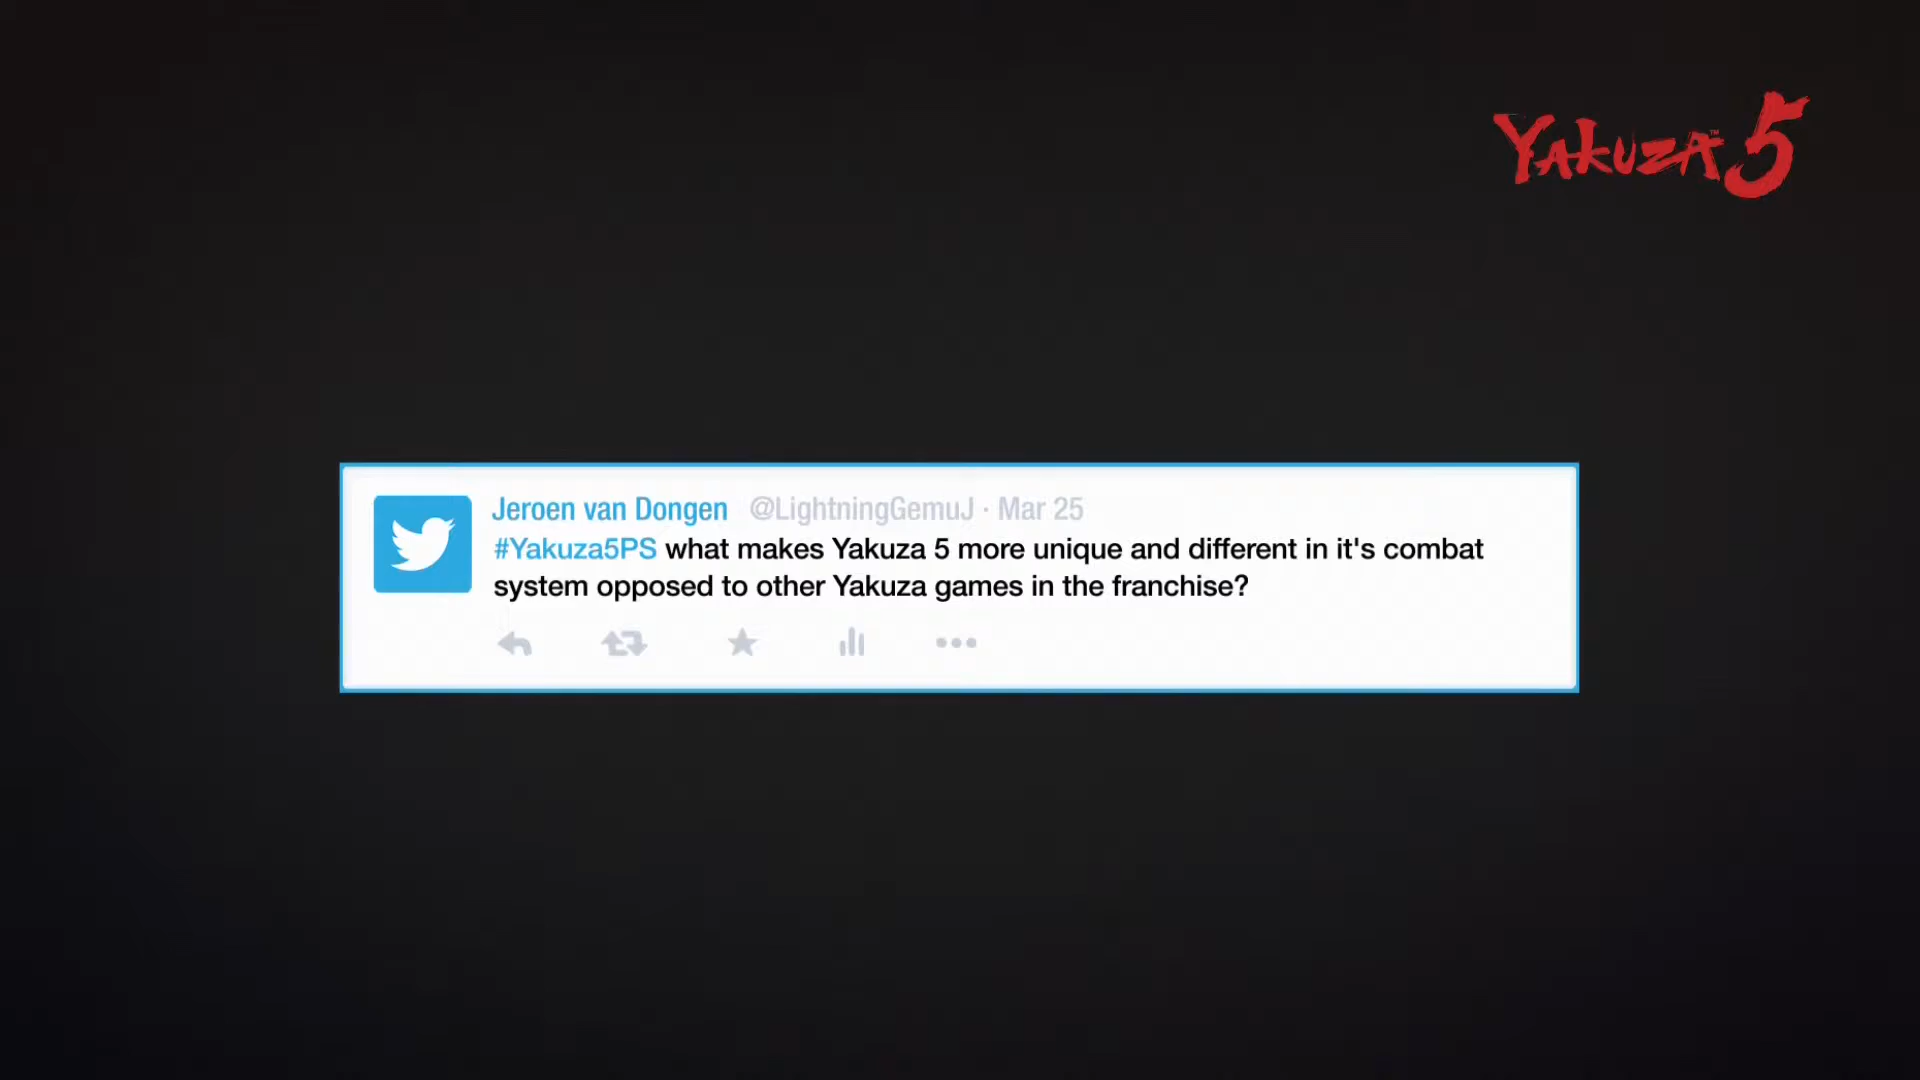 YAKUZA™ 5
Jeroen van Dongen @LightningGemuJ · Mar 25
#Yakuza5PS what makes Yakuza 5 more unique and different in it's combat
system opposed to other Yakuza games in the franchise?